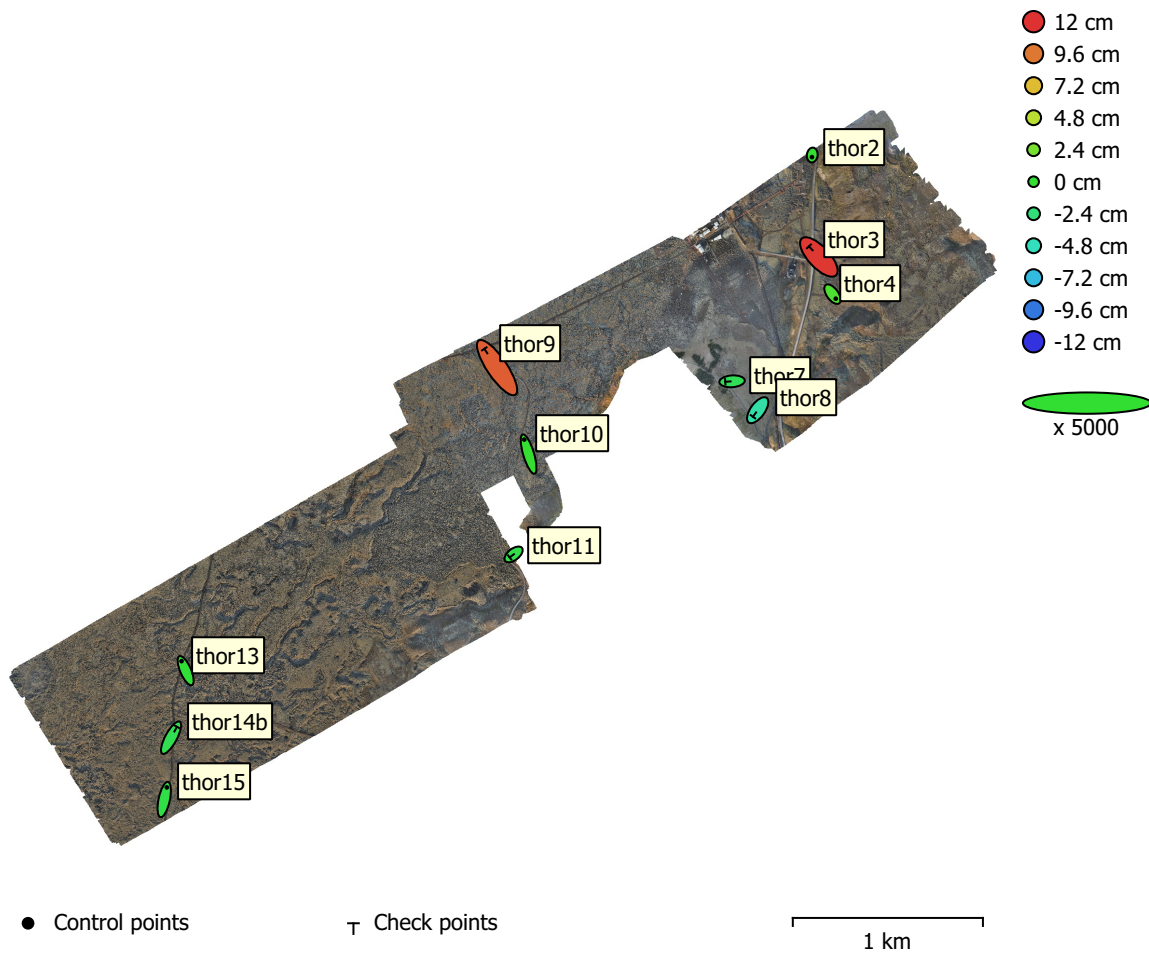 12 cm
9.6 cm
7.2 cm
4.8 cm
2.4 cm
0 cm
-2.4 cm
-4.8 cm
-7.2 cm
-9.6 cm
-12 cm
x 5000
thor2
thor3
thor4
thor9
thor7
thor8
thor10
thor11
thor13
thor14b
thor15
Control points
Check points
1 km